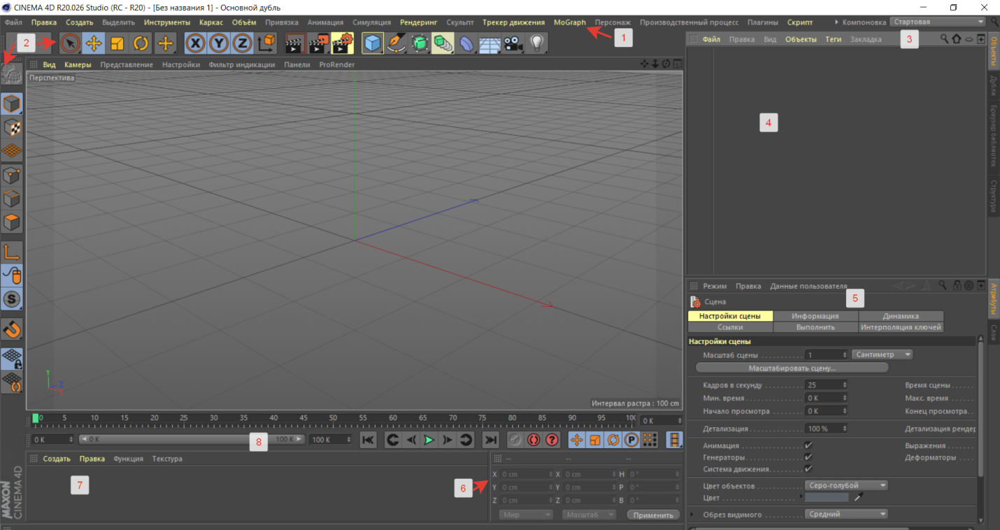 CINEMA 4D R20.026 Studio (RC - R20) - [Без названия 1] - Основной дубль
Файл Правка Создать Выделить Инструменты Каркас Объём Привязка Анимация Симуляция Рендеринг Скульпт Трекер движения MoGraph Персонаж Производственный процесс Плагины Скрипт Компоновка Стартовая
1
2
X Y Z
Файл Правка Вид Объекты Теги Закладка
3
Вид Камеры Представление Настройки Фильтр индикации Панели ProRender
Перспектива
Объекты
Дубли
Браузер библиотек
Структура
4
S
Y
Z
X
Интервал растра : 100 cm
Режим Правка Данные пользователя
5
Атрибуты
Слои
Сцена
Настройки сцены Информация Динамика
Ссылки Выполнить Интерполяция ключей
Настройки сцены
Масштаб сцены 1 Сантиметр
Масштабировать сцену...
Кадров в секунду 25 Время сцены
Мин. время 0 K Макс. время
Начало просмотра 0 K Конец просмотра
Детализация 100 % Детализация рендер
Анимация Выражения
Генераторы Деформаторы
Система движения
Цвет объектов Серо-голубой
Цвет
Обрез видимого Средний
0 5 10 15 20 25 30 35 40 45 50 55 60 65 70 75 80 85 90 95 100 0 K
0 K 0 K 8 100 K 100 K P
Создать Правка Функция Текстура
7
-- -- --
X 0 cm X 0 cm H 0 °
Y 0 cm Y 0 cm P 0 °
Z 0 cm Z 0 cm B 0 °
6
Мир Масштаб Применить
MAXON
CINEMA 4D